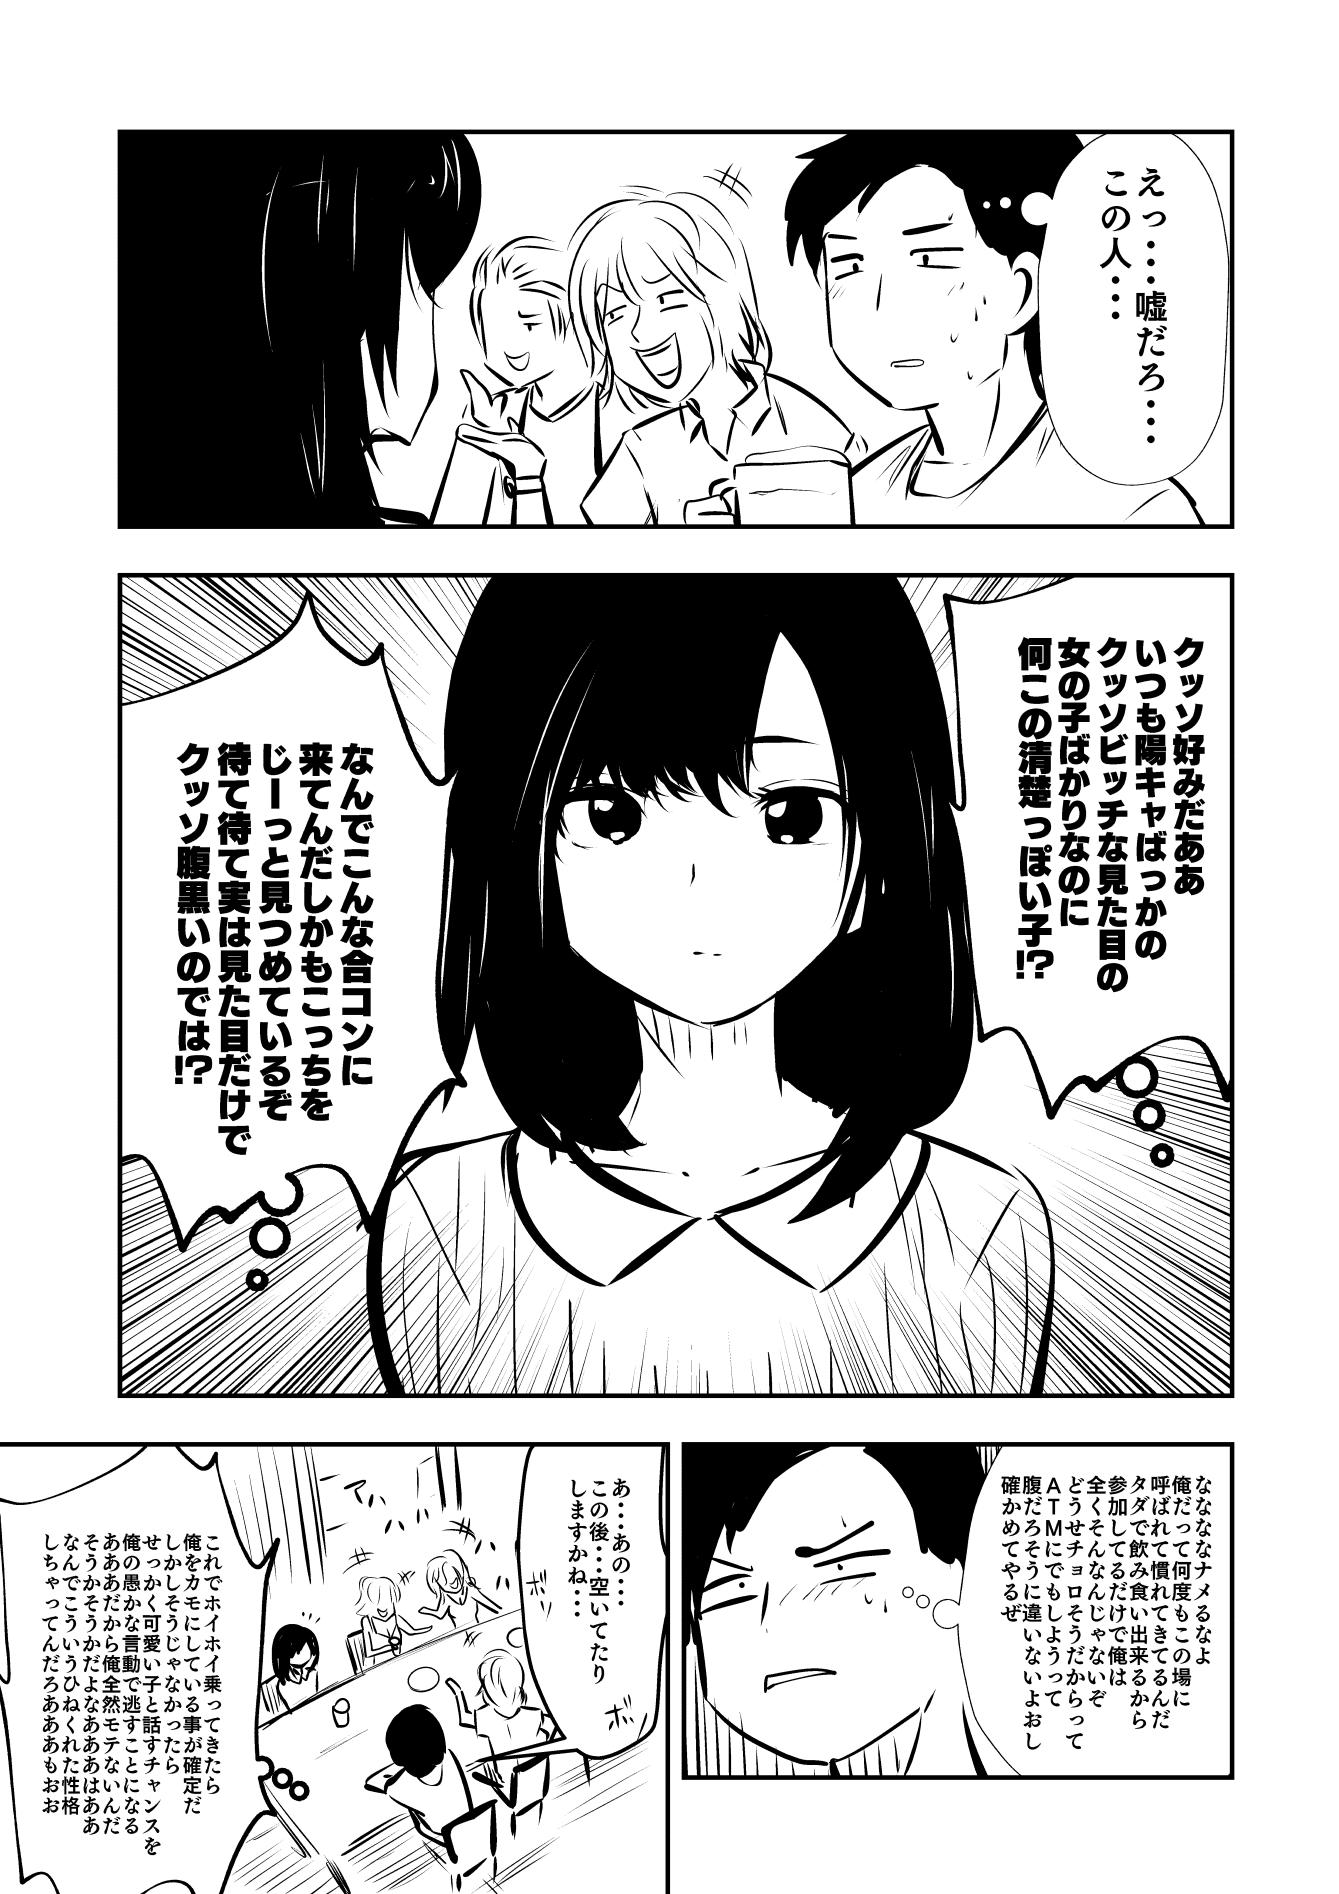 えっ・・・嘘だろ・・・
この人・・・
クッソ好みだああ
いつも陽キャばっかの
クッソビッチな見た目の
女の子ばかりなのに
何この清楚っぽい子!?
なんでこんな合コンに
来てんだしかもこっちを
じーっと見つめているぞ
待て待て実は見た目だけで
クッソ腹黒いのでは!?
なななななナメるなよ
俺だって何度もこの場に
呼ばれて慣れてきてるんだ
タダで飲み食い出来るから
参加してるだけで俺は
全くそんなんじゃないぞ
どうせチョロそうだからって
ATMにでもしようって
腹だろそうに違いないよおし
確かめてやるぜ
あ・・・あの・・・
この後・・・空いてたり
しますかね・・・
ボソ
ボソ
これでホイホイ乗ってきたら
俺をカモにしている事が確定だ
しかしそうじゃなかったら
せっかく可愛い子と話すチャンスを
俺の愚かな言動で逃すことになる
あああだから俺全然モテないんだ
そうかそうかだよなあああはああ
なんでこういうひねくれた性格
しちゃってんだろあああもおお